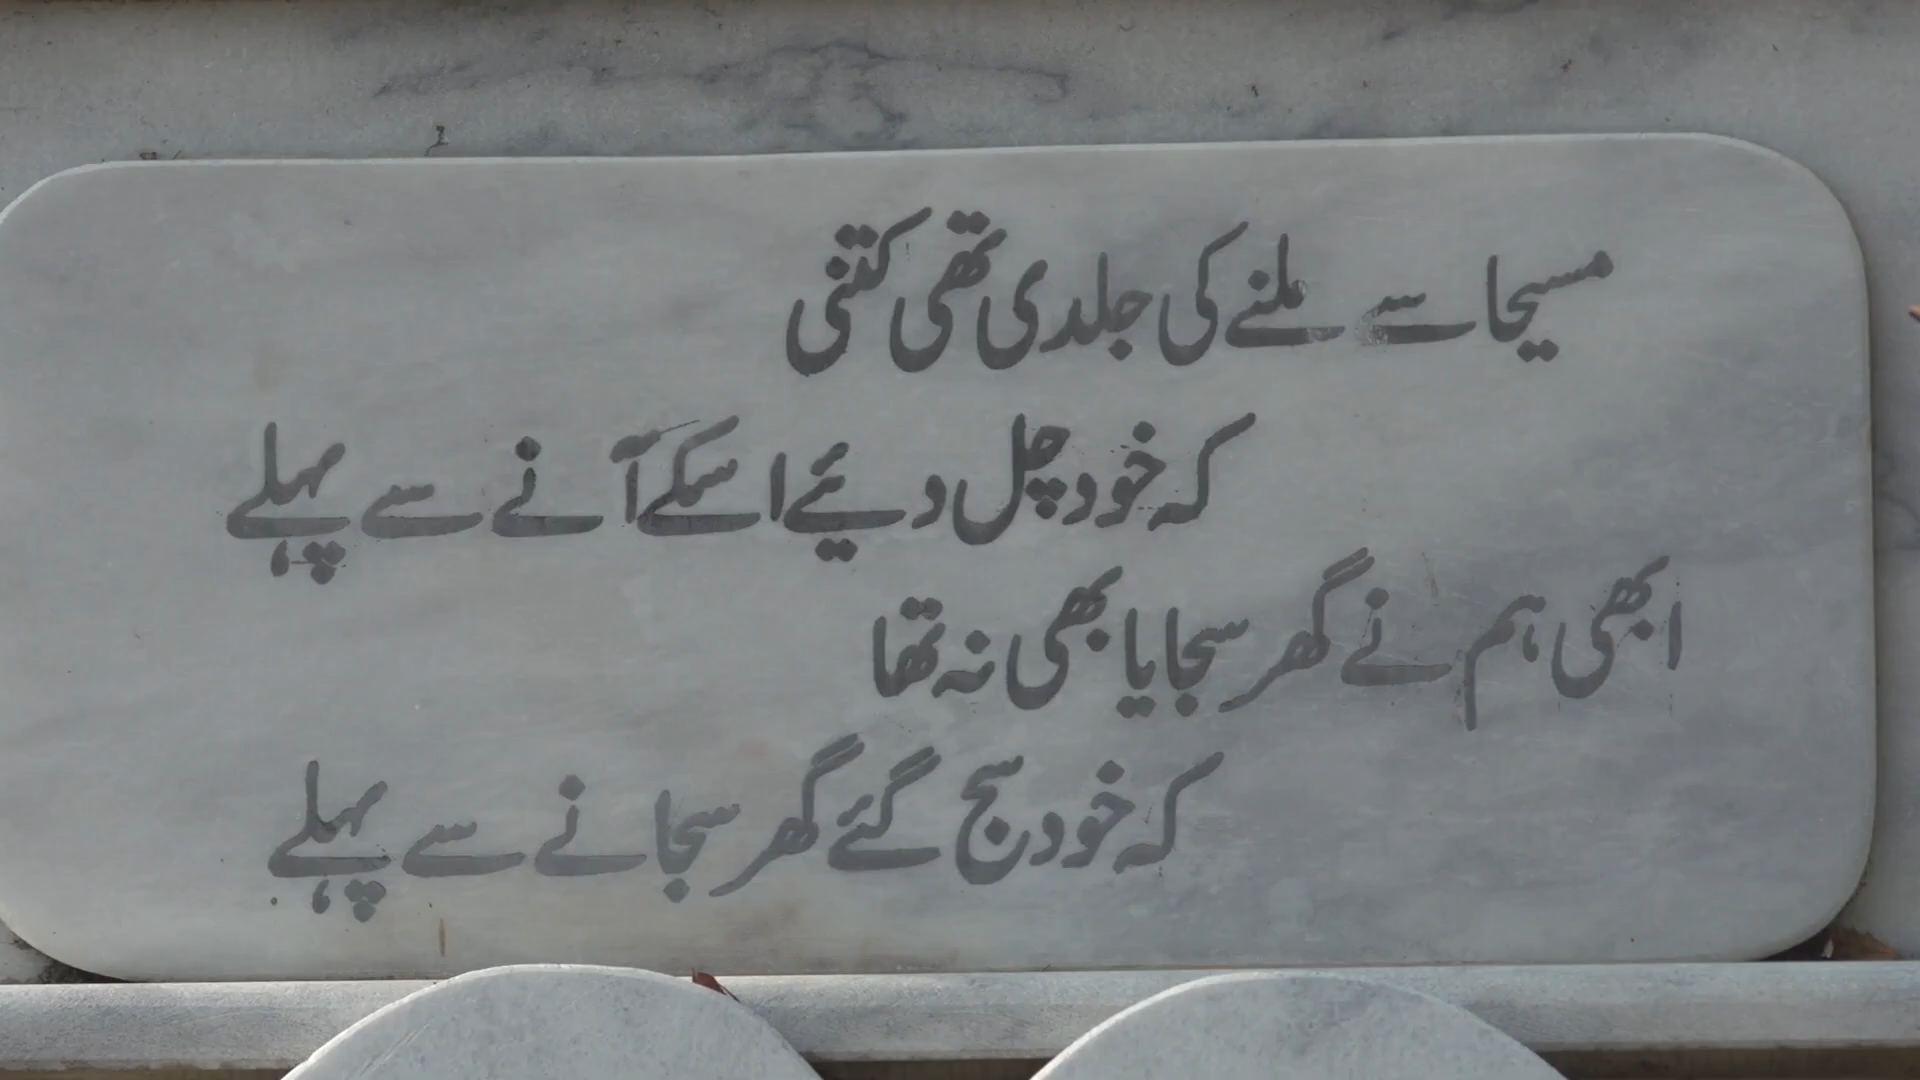 مسیحا سے ملنے کی جلدی تھی کتنی
کہ خود چل دیئے اسکے آنے سے پہلے
ابھی ہم نے گھر سجایا بھی نہ تھا
کہ خود سج گئے گھر سجانے سے پہلے